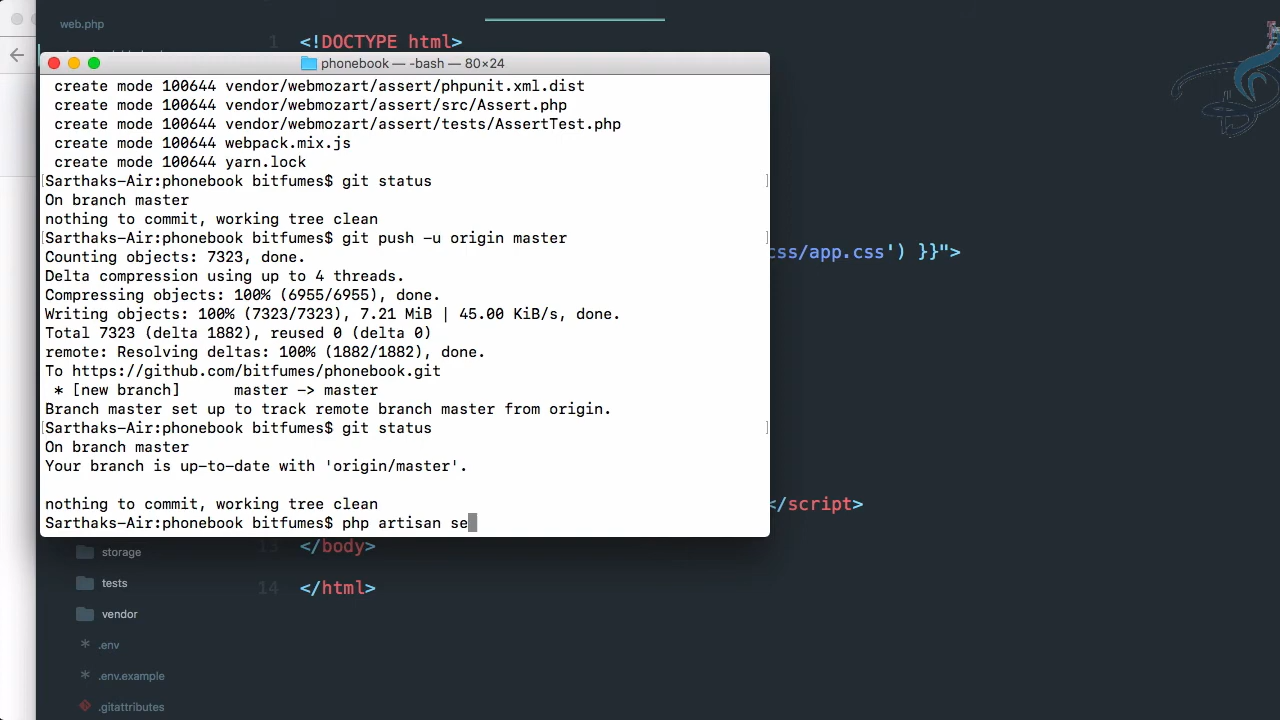 web.php
1 <!DOCTYPE html>
phonebook — -bash — 80×24
create mode 100644 vendor/webmozart/assert/phpunit.xml.dist
create mode 100644 vendor/webmozart/assert/src/Assert.php
create mode 100644 vendor/webmozart/assert/tests/AssertTest.php
create mode 100644 webpack.mix.js
create mode 100644 yarn.lock
[Sarthaks-Air:phonebook bitfumes$ git status ]
On branch master
nothing to commit, working tree clean
[Sarthaks-Air:phonebook bitfumes$ git push -u origin master ]
Counting objects: 7323, done.
Delta compression using up to 4 threads.
Compressing objects: 100% (6955/6955), done.
Writing objects: 100% (7323/7323), 7.21 MiB | 45.00 KiB/s, done.
Total 7323 (delta 1882), reused 0 (delta 0)
remote: Resolving deltas: 100% (1882/1882), done.
To https://github.com/bitfumes/phonebook.git
* [new branch] master -> master
Branch master set up to track remote branch master from origin.
[Sarthaks-Air:phonebook bitfumes$ git status ]
On branch master
Your branch is up-to-date with 'origin/master'.
nothing to commit, working tree clean
Sarthaks-Air:phonebook bitfumes$ php artisan se
css/app.css') }}">
</script>
13 </body>
14 </html>
storage
tests
vendor
* .env
* .env.example
.gitattributes